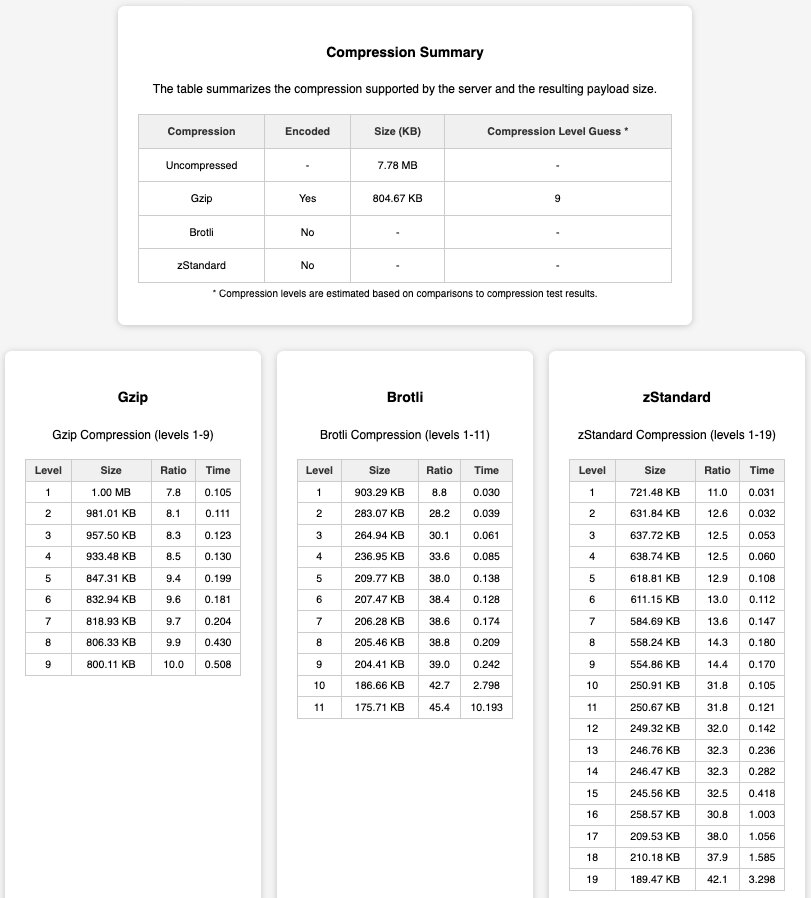 Compression Summary
The table summarizes the compression supported by the server and the resulting payload size.
Compression Encoded Size (KB) Compression Level Guess *
Uncompressed - 7.78 MB -
Gzip Yes 804.67 KB 9
Brotli No - -
zStandard No - -
* Compression levels are estimated based on comparisons to compression test results.
Gzip
Gzip Compression (levels 1-9)
Level Size Ratio Time
1 1.00 MB 7.8 0.105
2 981.01 KB 8.1 0.111
3 957.50 KB 8.3 0.123
4 933.48 KB 8.5 0.130
5 847.31 KB 9.4 0.199
6 832.94 KB 9.6 0.181
7 818.93 KB 9.7 0.204
8 806.33 KB 9.9 0.430
9 800.11 KB 10.0 0.508
Brotli
Brotli Compression (levels 1-11)
Level Size Ratio Time
1 903.29 KB 8.8 0.030
2 283.07 KB 28.2 0.039
3 264.94 KB 30.1 0.061
4 236.95 KB 33.6 0.085
5 209.77 KB 38.0 0.138
6 207.47 KB 38.4 0.128
7 206.28 KB 38.6 0.174
8 205.46 KB 38.8 0.209
9 204.41 KB 39.0 0.242
10 186.66 KB 42.7 2.798
11 175.71 KB 45.4 10.193
zStandard
zStandard Compression (levels 1-19)
Level Size Ratio Time
1 721.48 KB 11.0 0.031
2 631.84 KB 12.6 0.032
3 637.72 KB 12.5 0.053
4 638.74 KB 12.5 0.060
5 618.81 KB 12.9 0.108
6 611.15 KB 13.0 0.112
7 584.69 KB 13.6 0.147
8 558.24 KB 14.3 0.180
9 554.86 KB 14.4 0.170
10 250.91 KB 31.8 0.105
11 250.67 KB 31.8 0.121
12 249.32 KB 32.0 0.142
13 246.76 KB 32.3 0.236
14 246.47 KB 32.3 0.282
15 245.56 KB 32.5 0.418
16 258.57 KB 30.8 1.003
17 209.53 KB 38.0 1.056
18 210.18 KB 37.9 1.585
19 189.47 KB 42.1 3.298